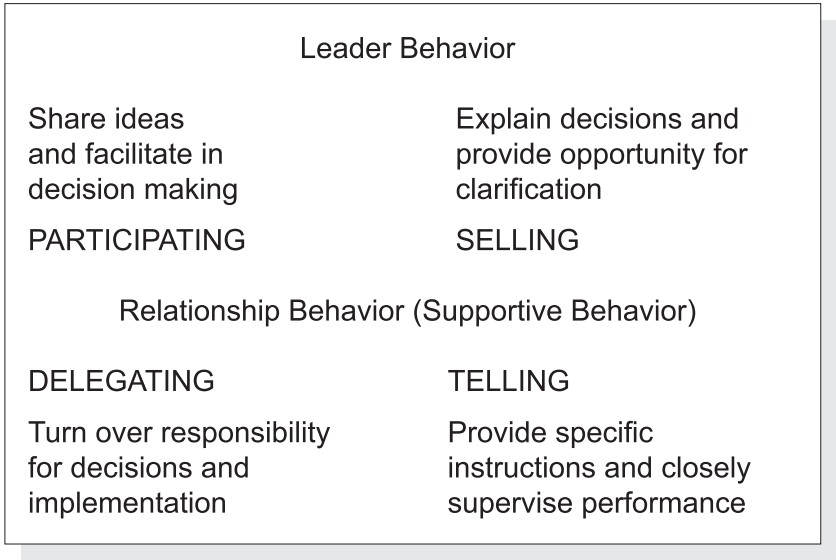 Leader Behavior
Share ideas
and facilitate in
decision making
PARTICIPATING
Explain decisions and
provide opportunity for
clarification
SELLING
Relationship Behavior (Supportive Behavior)
DELEGATING
Turn over responsibility
for decisions and
implementation
TELLING
Provide specific
instructions and closely
supervise performance